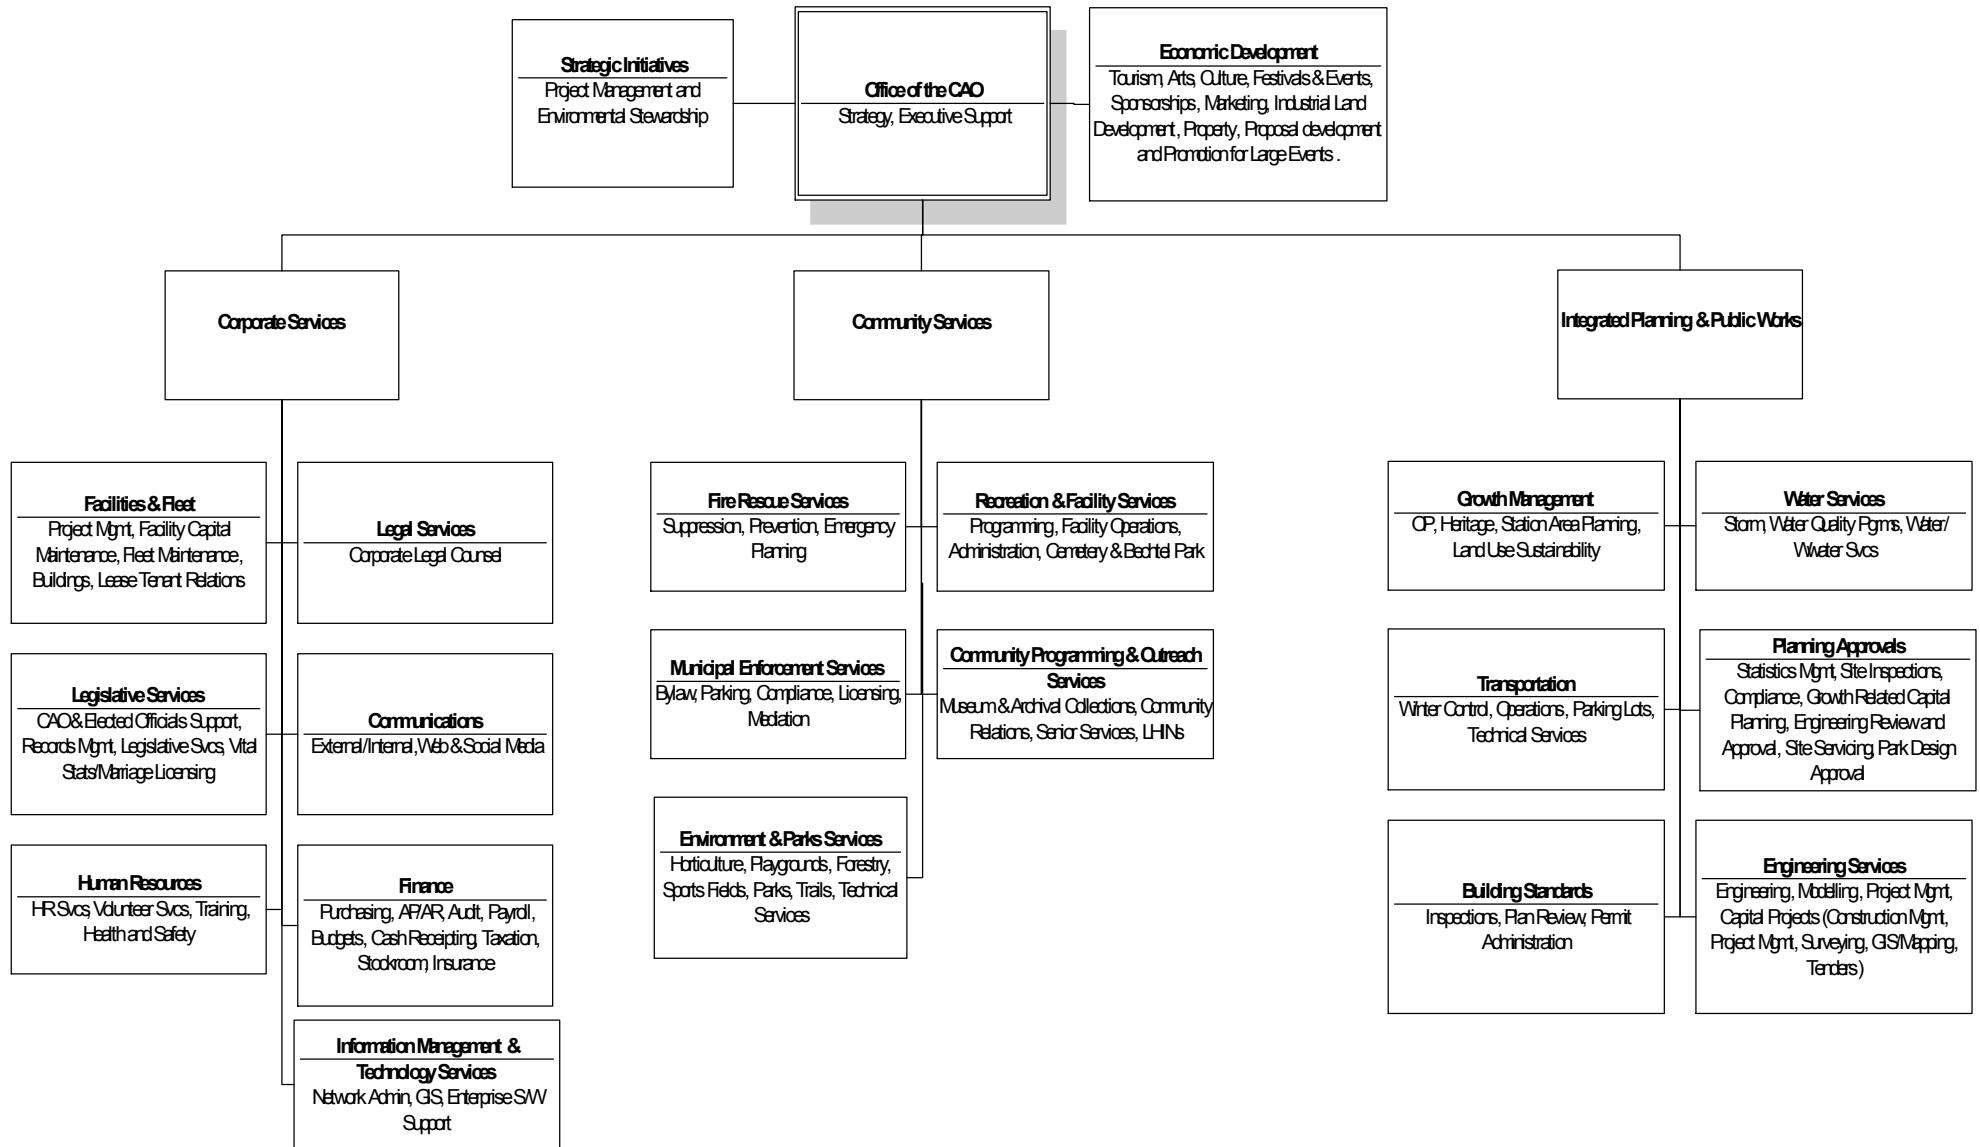 Strategic Initiatives
Project Management and
Environmental Stewardship
Office of the CAO
Strategy, Executive Support
Economic Development
Tourism, Arts, Culture, Festivals & Events,
Sponsorships, Marketing, Industrial Land
Development, Property, Proposal development
and Promotion for Large Events.
Corporate Services
Community Services
Integrated Planning & Public Works
Facilities & Fleet
Project Mgmt, Facility Capital
Maintenance, Fleet Maintenance,
Buildings, Lease Tenant Relations
Legal Services
Corporate Legal Counsel
Legislative Services
CAO & Elected Officials Support,
Records Mgmt, Legislative Svcs, Vital
Stats/Marriage Licensing
Communications
External/Internal, Web & Social Media
Human Resources
HR Svcs, Volunteer Svcs, Training,
Health and Safety
Finance
Purchasing, AP/AR, Audit, Payroll,
Budgets, Cash Receipting, Taxation,
Stockroom, Insurance
Information Management &
Technology Services
Network Admin, GIS, Enterprise S/W
Support
Fire Rescue Services
Suppression, Prevention, Emergency
Planning
Recreation & Facility Services
Programming, Facility Operations,
Administration, Cemetery & Bechtel Park
Municipal Enforcement Services
Bylaw, Parking, Compliance, Licensing,
Mediation
Community Programming & Outreach
Services
Museum & Archival Collections, Community
Relations, Senior Services, LHINs
Environment & Parks Services
Horticulture, Playgrounds, Forestry,
Sports Fields, Parks, Trails, Technical
Services
Growth Management
OP, Heritage, Station Area Planning,
Land Use Sustainability
Water Services
Storm, Water Quality Pgrms, Water/
Wwater Svcs
Transportation
Winter Control, Operations, Parking Lots,
Technical Services
Planning Approvals
Statistics Mgmt, Site Inspections,
Compliance, Growth Related Capital
Planning, Engineering Review and
Approval, Site Servicing, Park Design
Approval
Building Standards
Inspections, Plan Review, Permit
Administration
Engineering Services
Engineering, Modelling, Project Mgmt,
Capital Projects (Construction Mgmt,
Project Mgmt, Surveying, GIS/Mapping,
Tenders)